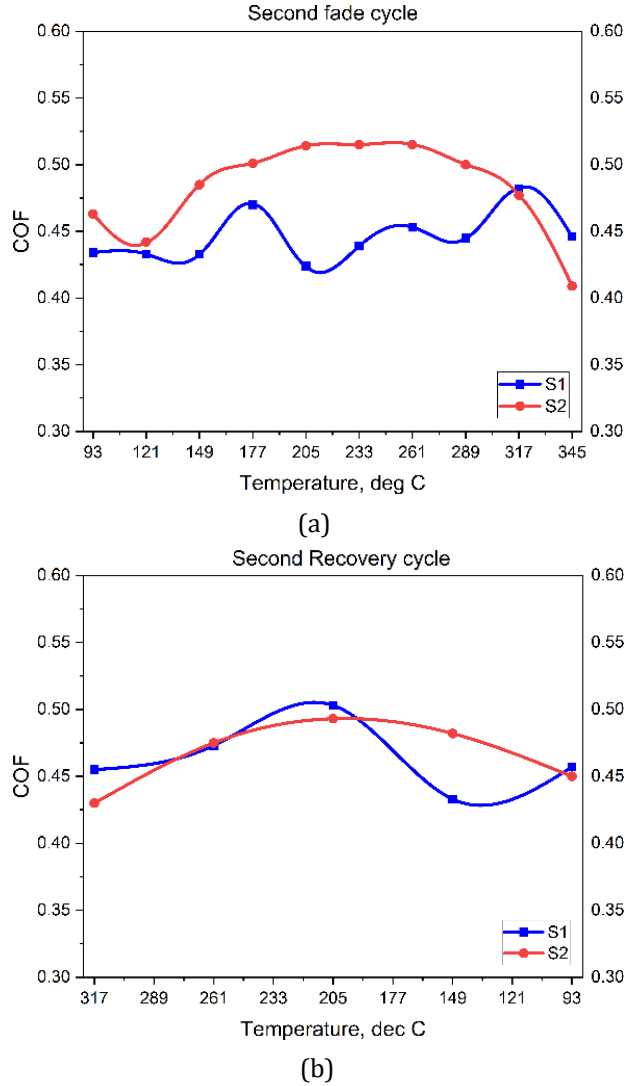 Second fade cycle
0.60 0.60
0.55 0.55
0.50 0.50
0.45 0.45
0.40 0.40
0.35 0.35
0.30 0.30
COF
S1
S2
93 121 149 177 205 233 261 289 317 345
Temperature, deg C
(a)
Second Recovery cycle
0.60 0.60
0.55 0.55
0.50 0.50
0.45 0.45
0.40 0.40
0.35 0.35
0.30 0.30
COF
S1
S2
317 289 261 233 205 177 149 121 93
Temperature, dec C
(b)